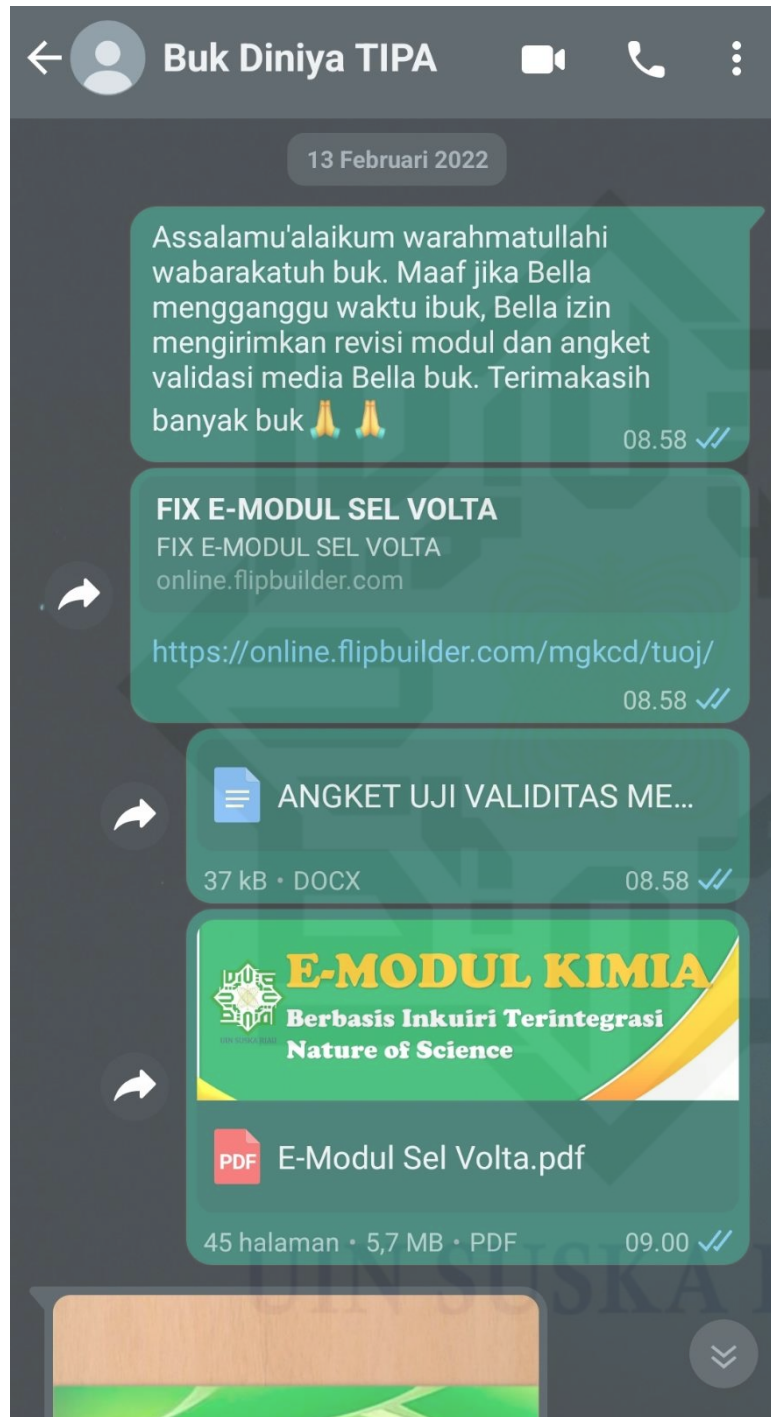 Buk Diniya TIPA
13 Februari 2022
Assalamu'alaikum warahmatullahi
wabarakatuh buk. Maaf jika Bella
mengganggu waktu ibuk, Bella izin
mengirimkan revisi modul dan angket
validasi media Bella buk. Terimakasih
banyak buk 🙏 🙏
08.58
FIX E-MODUL SEL VOLTA
FIX E-MODUL SEL VOLTA
online.flipbuilder.com
https://online.flipbuilder.com/mgkcd/tuoj/
08.58
ANGKET UJI VALIDITAS ME...
37 kB • DOCX 08.58
E-MODUL KIMIA
Berbasis Inkuiri Terintegrasi
Nature of Science
UIN SUSKA RIAU
PDF E-Modul Sel Volta.pdf
45 halaman • 5,7 MB • PDF 09.00
UIN SUSKA